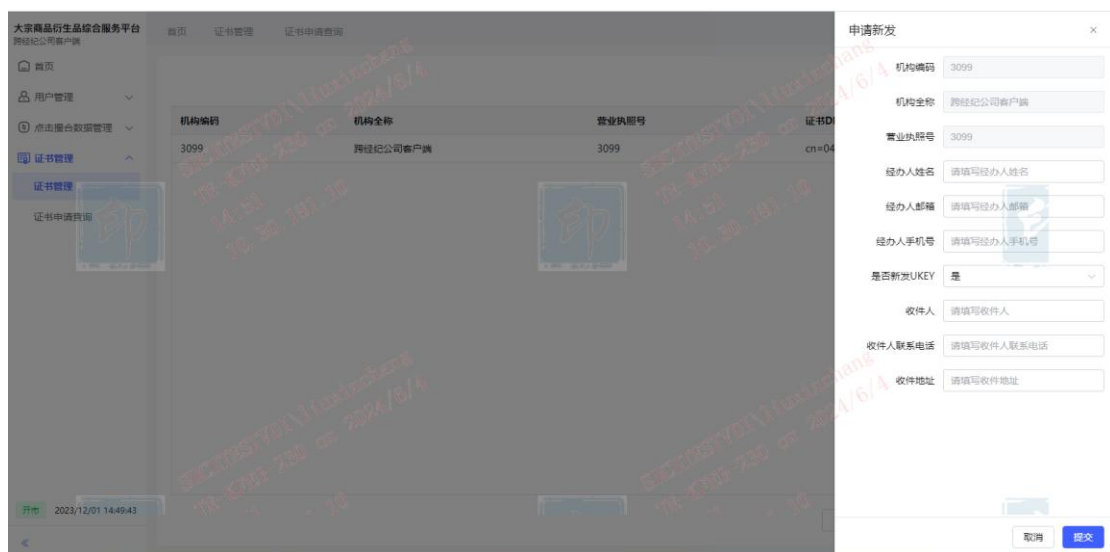 大宗商品衍生品综合服务平台
跨经纪公司客户端
首页
用户管理
点击撮合数据管理
证书管理
证书管理
证书申请查询
开市 2023/12/01 14:49:43
首页 证书管理 证书申请查询
机构编码 机构全称 营业执照号 证书D
3099 跨经纪公司客户端 3099 cn=04
申请新发
机构编码 3099
机构全称 跨经纪公司客户端
营业执照号 3099
经办人姓名 请填写经办人姓名
经办人邮箱 请填写经办人邮箱
经办人手机号 请填写经办人手机号
是否新发UKEY 是
收件人 请填写收件人
收件人联系电话 请填写收件人联系电话
收件地址 请填写收件地址
取消 提交